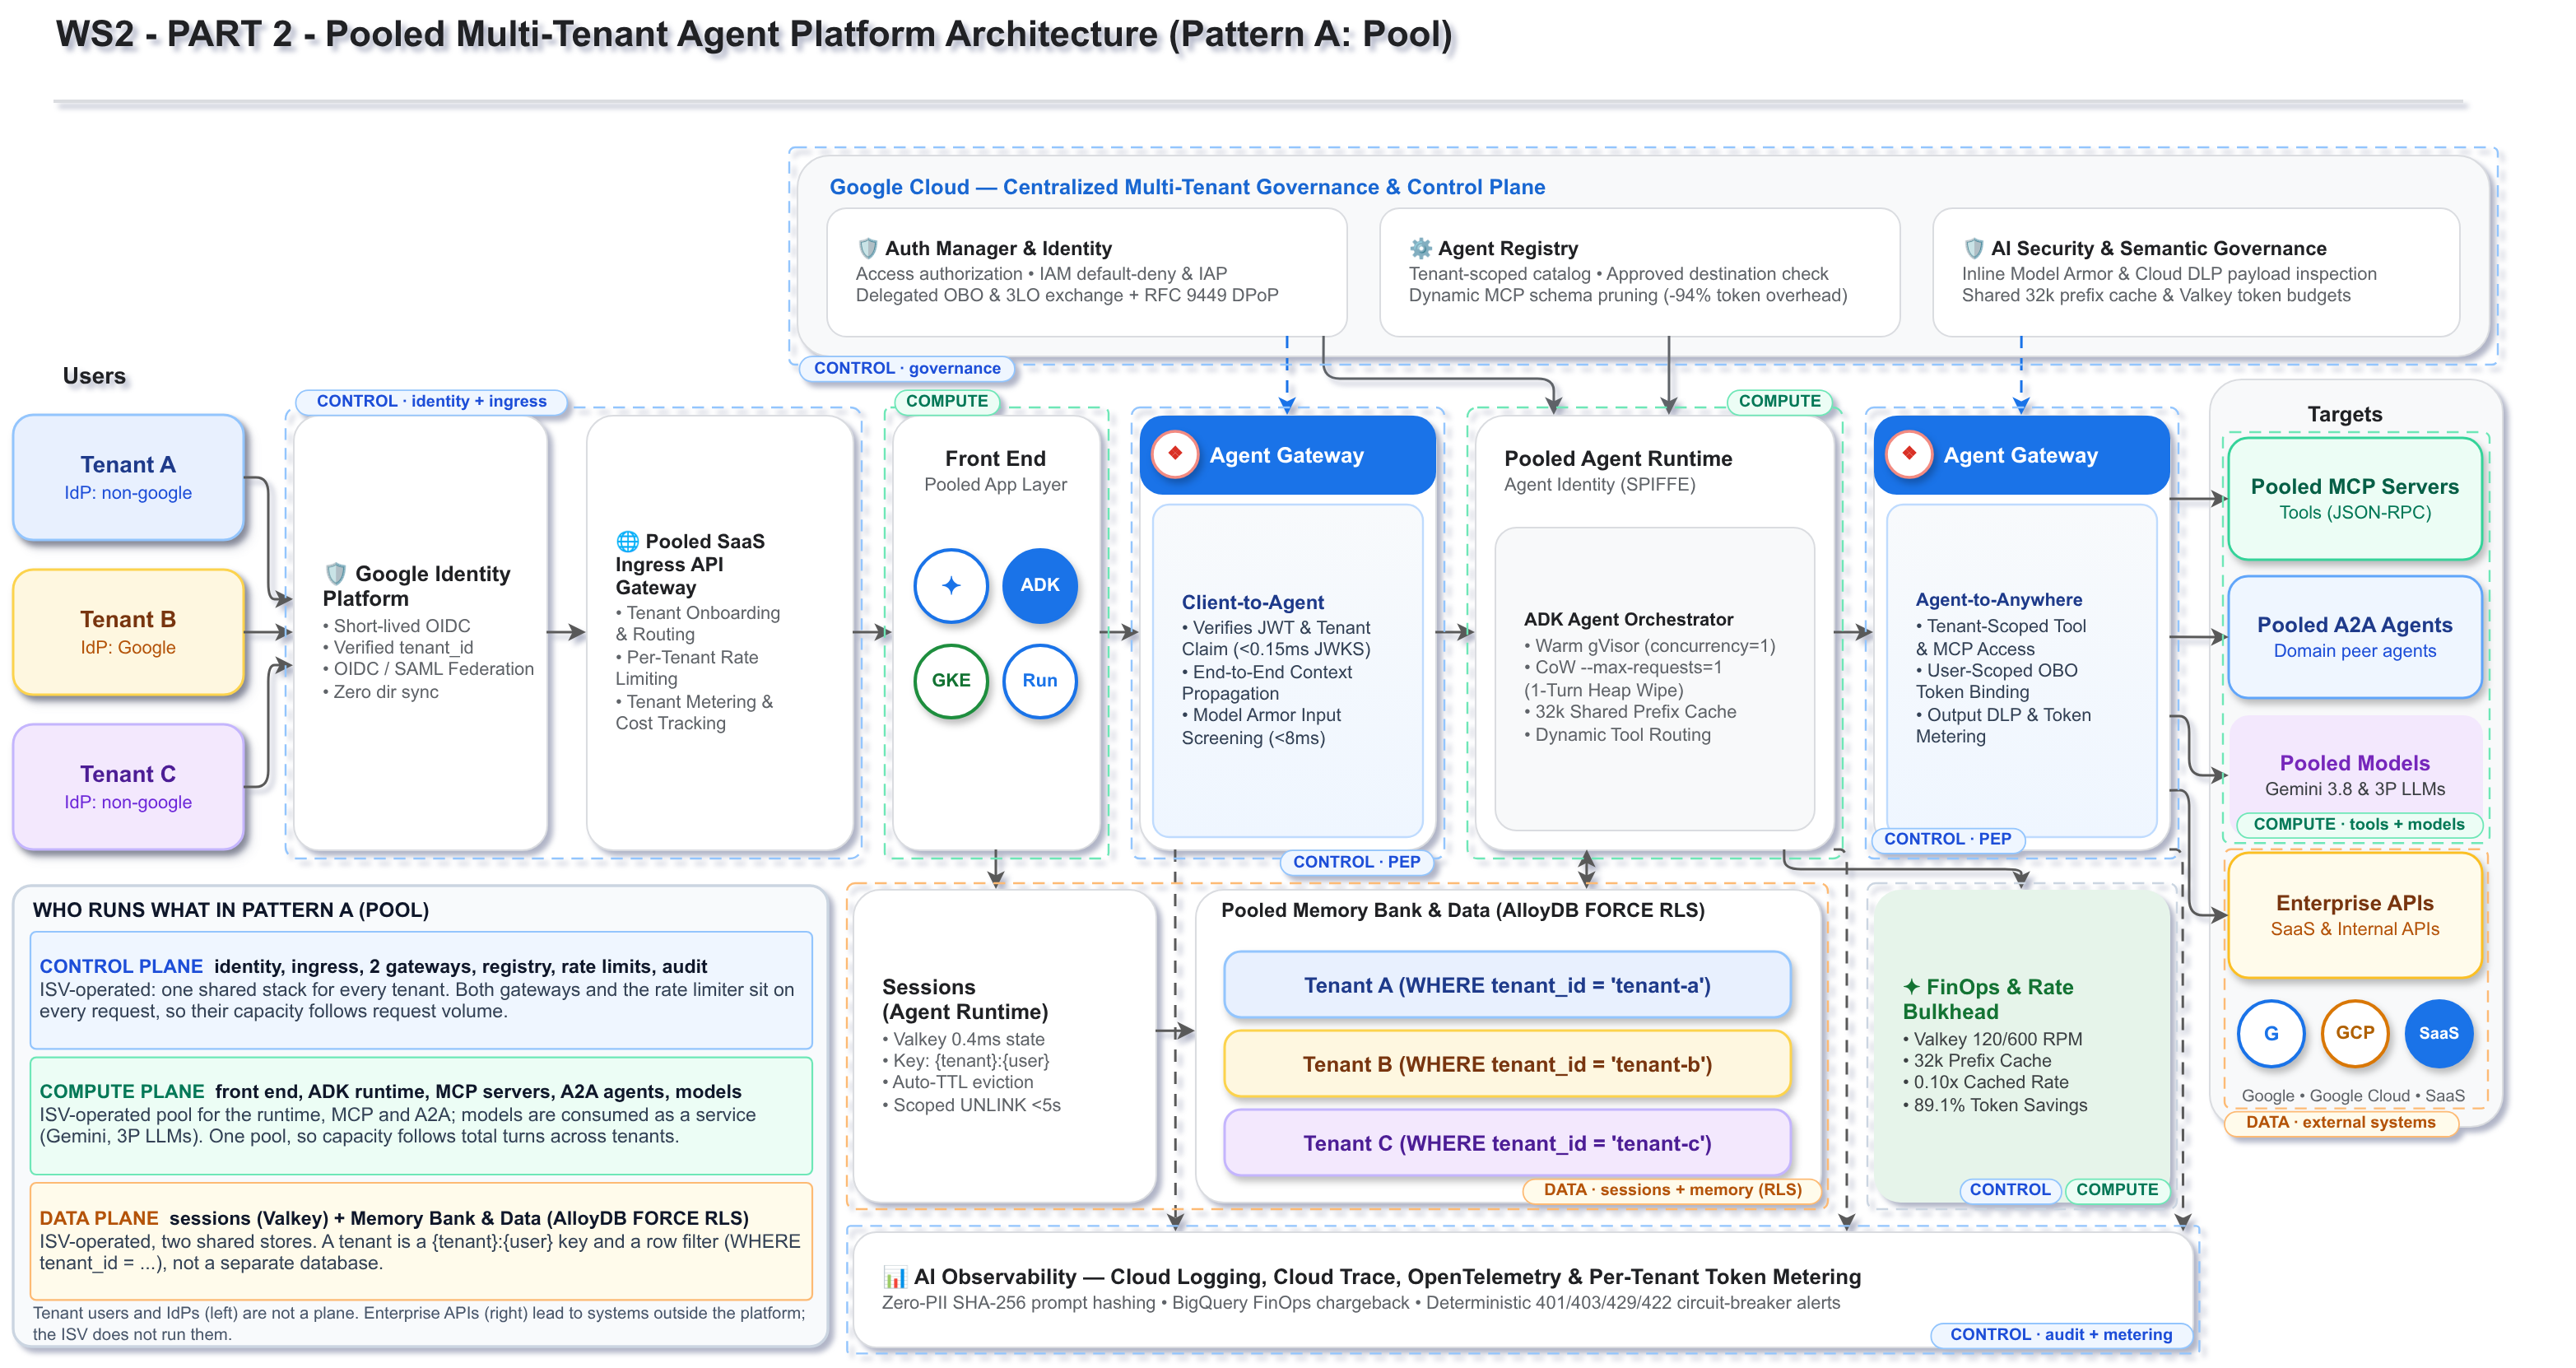 WS2 - PART 2 - Pooled Multi-Tenant Agent Platform Architecture (Pattern A: Pool)
Google Cloud — Centralized Multi-Tenant Governance & Control Plane
🛡️ Auth Manager & Identity
Access authorization • IAM default-deny & IAP
Delegated OBO & 3LO exchange + RFC 9449 DPoP
⚙️ Agent Registry
Tenant-scoped catalog • Approved destination check
Dynamic MCP schema pruning (-94% token overhead)
🛡️ AI Security & Semantic Governance
Inline Model Armor & Cloud DLP payload inspection
Shared 32k prefix cache & Valkey token budgets
CONTROL · governance
Users
Tenant A
IdP: non-google
Tenant B
IdP: Google
Tenant C
IdP: non-google
CONTROL · identity + ingress
🛡️ Google Identity
Platform
• Short-lived OIDC
• Verified tenant_id
• OIDC / SAML Federation
• Zero dir sync
🌐 Pooled SaaS
Ingress API
Gateway
• Tenant Onboarding
& Routing
• Per-Tenant Rate
Limiting
• Tenant Metering &
Cost Tracking
COMPUTE
Front End
Pooled App Layer
✦
ADK
GKE
Run
Agent Gateway
Client-to-Agent
• Verifies JWT & Tenant
Claim (<0.15ms JWKS)
• End-to-End Context
Propagation
• Model Armor Input
Screening (<8ms)
CONTROL · PEP
COMPUTE
Pooled Agent Runtime
Agent Identity (SPIFFE)
ADK Agent Orchestrator
• Warm gVisor (concurrency=1)
• CoW --max-requests=1
(1-Turn Heap Wipe)
• 32k Shared Prefix Cache
• Dynamic Tool Routing
Agent Gateway
Agent-to-Anywhere
• Tenant-Scoped Tool
& MCP Access
• User-Scoped OBO
Token Binding
• Output DLP & Token
Metering
CONTROL · PEP
Targets
Pooled MCP Servers
Tools (JSON-RPC)
Pooled A2A Agents
Domain peer agents
Pooled Models
Gemini 3.8 & 3P LLMs
COMPUTE · tools + models
Enterprise APIs
SaaS & Internal APIs
G
GCP
SaaS
Google • Google Cloud • SaaS
DATA · external systems
WHO RUNS WHAT IN PATTERN A (POOL)
CONTROL PLANE identity, ingress, 2 gateways, registry, rate limits, audit
ISV-operated: one shared stack for every tenant. Both gateways and the rate limiter sit on
every request, so their capacity follows request volume.
COMPUTE PLANE front end, ADK runtime, MCP servers, A2A agents, models
ISV-operated pool for the runtime, MCP and A2A; models are consumed as a service
(Gemini, 3P LLMs). One pool, so capacity follows total turns across tenants.
DATA PLANE sessions (Valkey) + Memory Bank & Data (AlloyDB FORCE RLS)
ISV-operated, two shared stores. A tenant is a {tenant}:{user} key and a row filter (WHERE
tenant_id = ...), not a separate database.
Tenant users and IdPs (left) are not a plane. Enterprise APIs (right) lead to systems outside the platform;
the ISV does not run them.
Sessions
(Agent Runtime)
• Valkey 0.4ms state
• Key: {tenant}:{user}
• Auto-TTL eviction
• Scoped UNLINK <5s
Pooled Memory Bank & Data (AlloyDB FORCE RLS)
Tenant A (WHERE tenant_id = 'tenant-a')
Tenant B (WHERE tenant_id = 'tenant-b')
Tenant C (WHERE tenant_id = 'tenant-c')
DATA · sessions + memory (RLS)
✦ FinOps & Rate
Bulkhead
• Valkey 120/600 RPM
• 32k Prefix Cache
• 0.10x Cached Rate
• 89.1% Token Savings
CONTROL
COMPUTE
📊 AI Observability — Cloud Logging, Cloud Trace, OpenTelemetry & Per-Tenant Token Metering
Zero-PII SHA-256 prompt hashing • BigQuery FinOps chargeback • Deterministic 401/403/429/422 circuit-breaker alerts
CONTROL · audit + metering